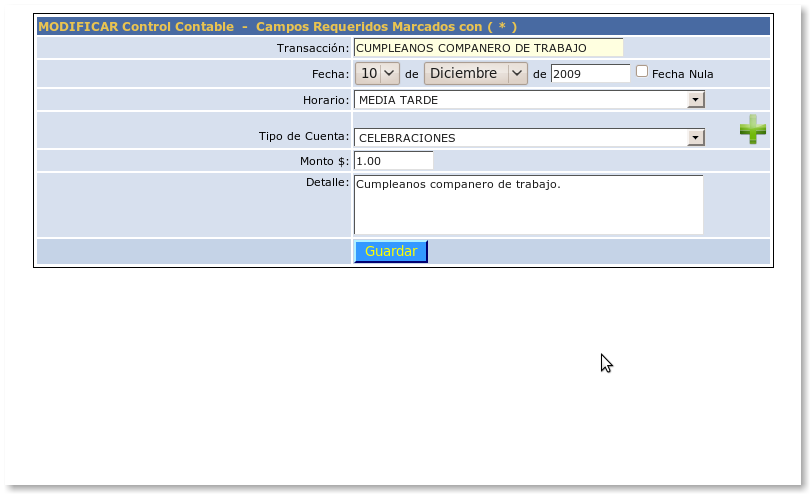 MODIFICAR Control Contable - Campos Requeridos Marcados con ( * )
Transacción: CUMPLEANOS COMPANERO DE TRABAJO
Fecha: 10 de Diciembre de 2009 Fecha Nula
Horario: MEDIA TARDE
Tipo de Cuenta: CELEBRACIONES
Monto $: 1.00
Detalle: Cumpleanos companero de trabajo.
Guardar